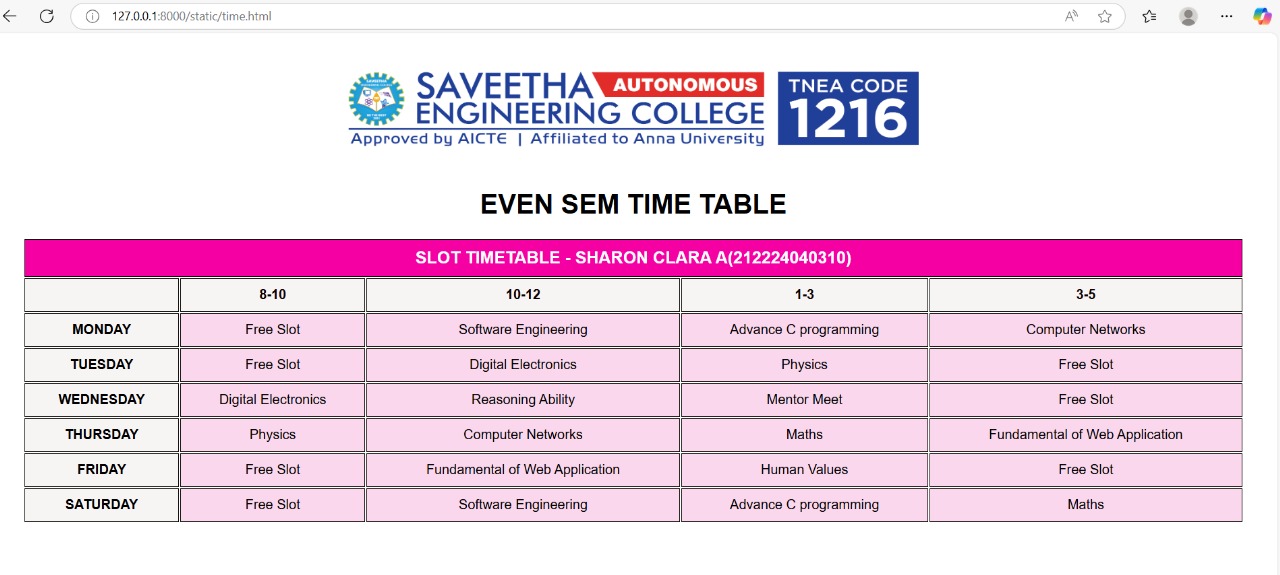 127.0.0.1:8000/static/time.html
SAVEETHA AUTONOMOUS
ENGINEERING COLLEGE
Approved by AICTE | Affiliated to Anna University
TNEA CODE
1216
EVEN SEM TIME TABLE
SLOT TIMETABLE - SHARON CLARA A(212224040310)
8-10 10-12 1-3 3-5
MONDAY Free Slot Software Engineering Advance C programming Computer Networks
TUESDAY Free Slot Digital Electronics Physics Free Slot
WEDNESDAY Digital Electronics Reasoning Ability Mentor Meet Free Slot
THURSDAY Physics Computer Networks Maths Fundamental of Web Application
FRIDAY Free Slot Fundamental of Web Application Human Values Free Slot
SATURDAY Free Slot Software Engineering Advance C programming Maths